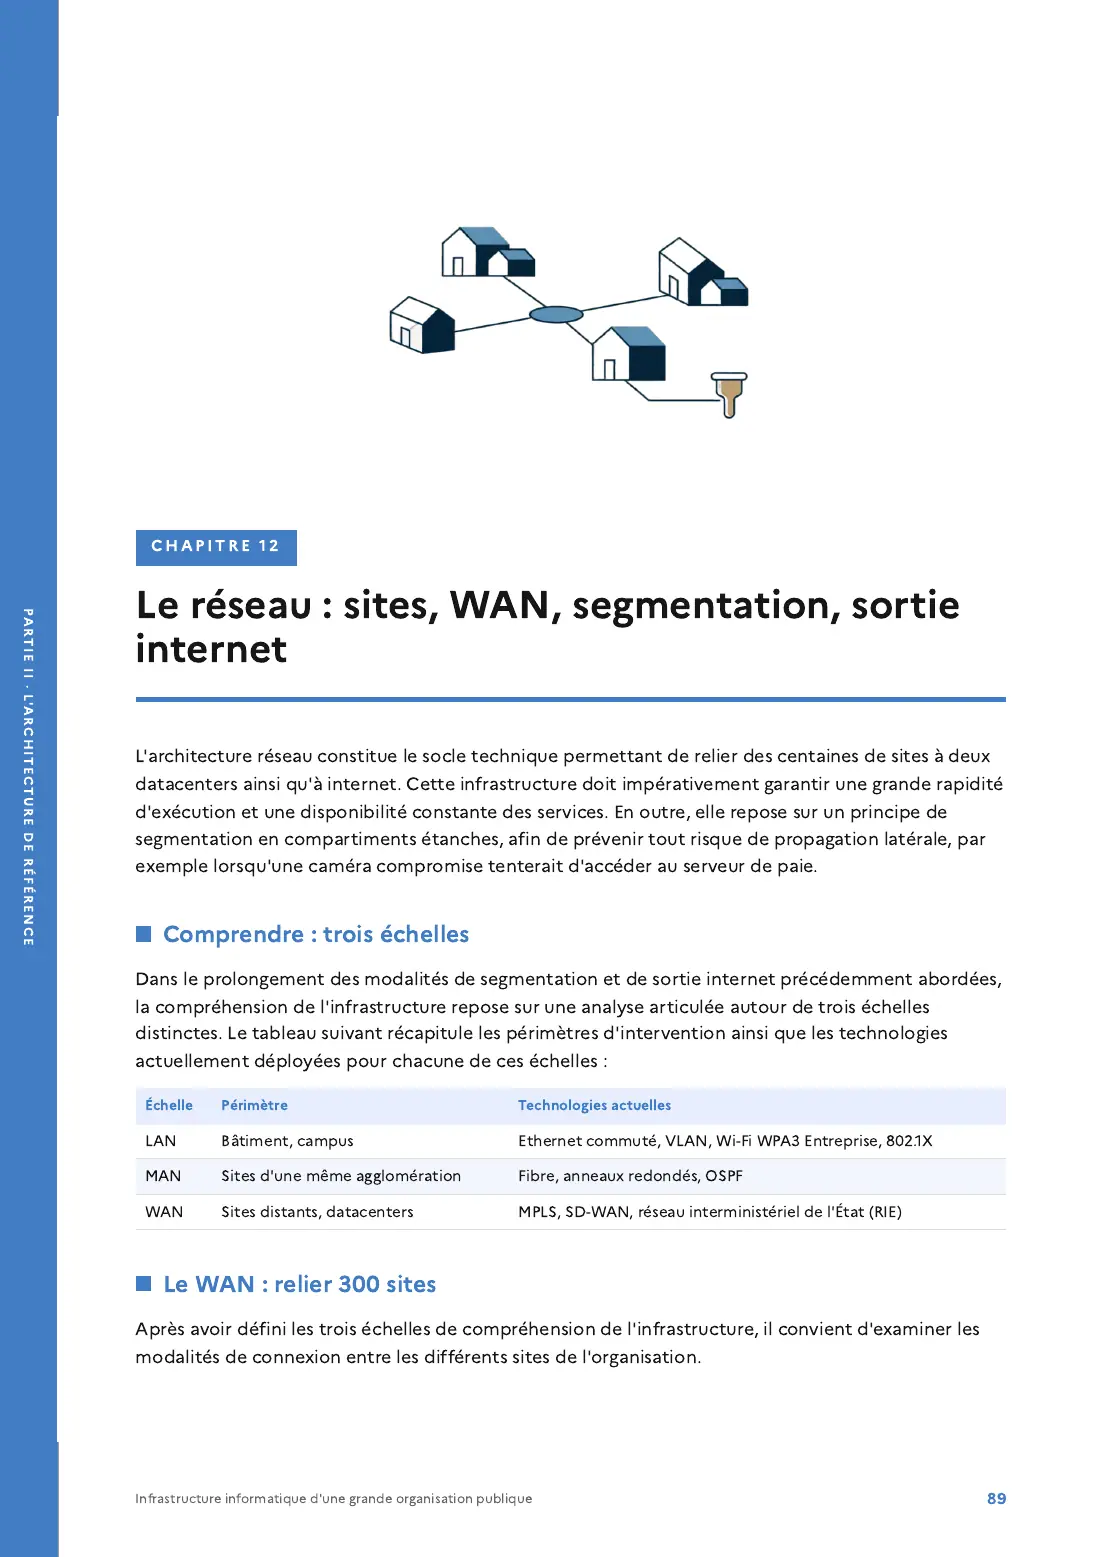 CHAPITRE 12
Le réseau : sites, WAN, segmentation, sortie
internet
PARTIE II · L'ARCHITECTURE DE RÉFÉRENCE
L'architecture réseau constitue le socle technique permettant de relier des centaines de sites à deux
datacenters ainsi qu'à internet. Cette infrastructure doit impérativement garantir une grande rapidité
d'exécution et une disponibilité constante des services. En outre, elle repose sur un principe de
segmentation en compartiments étanches, afin de prévenir tout risque de propagation latérale, par
exemple lorsqu'une caméra compromise tenterait d'accéder au serveur de paie.
Comprendre : trois échelles
Dans le prolongement des modalités de segmentation et de sortie internet précédemment abordées,
la compréhension de l'infrastructure repose sur une analyse articulée autour de trois échelles
distinctes. Le tableau suivant récapitule les périmètres d'intervention ainsi que les technologies
actuellement déployées pour chacune de ces échelles :
Échelle Périmètre Technologies actuelles
LAN Bâtiment, campus Ethernet commuté, VLAN, Wi-Fi WPA3 Entreprise, 802.1X
MAN Sites d'une même agglomération Fibre, anneaux redondés, OSPF
WAN Sites distants, datacenters MPLS, SD-WAN, réseau interministériel de l'État (RIE)
Le WAN : relier 300 sites
Après avoir défini les trois échelles de compréhension de l'infrastructure, il convient d'examiner les
modalités de connexion entre les différents sites de l'organisation.
Infrastructure informatique d'une grande organisation publique 89